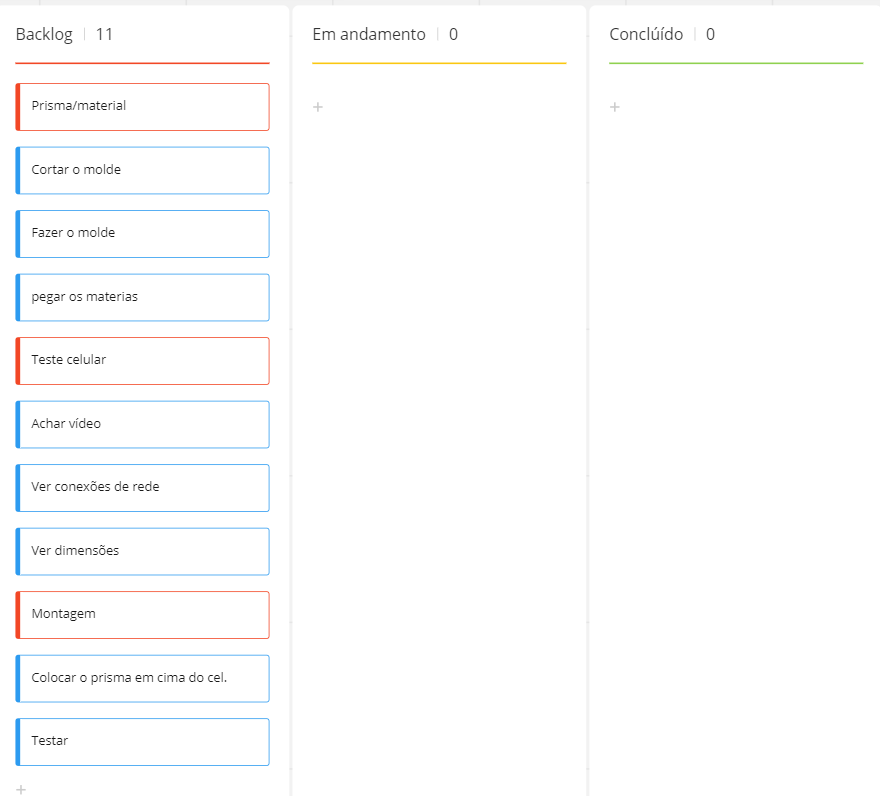 Backlog 11
Prisma/material
Cortar o molde
Fazer o molde
pegar os materias
Teste celular
Achar vídeo
Ver conexões de rede
Ver dimensões
Montagem
Colocar o prisma em cima do cel.
Testar
+
Em andamento 0
+
Conclúído 0
+